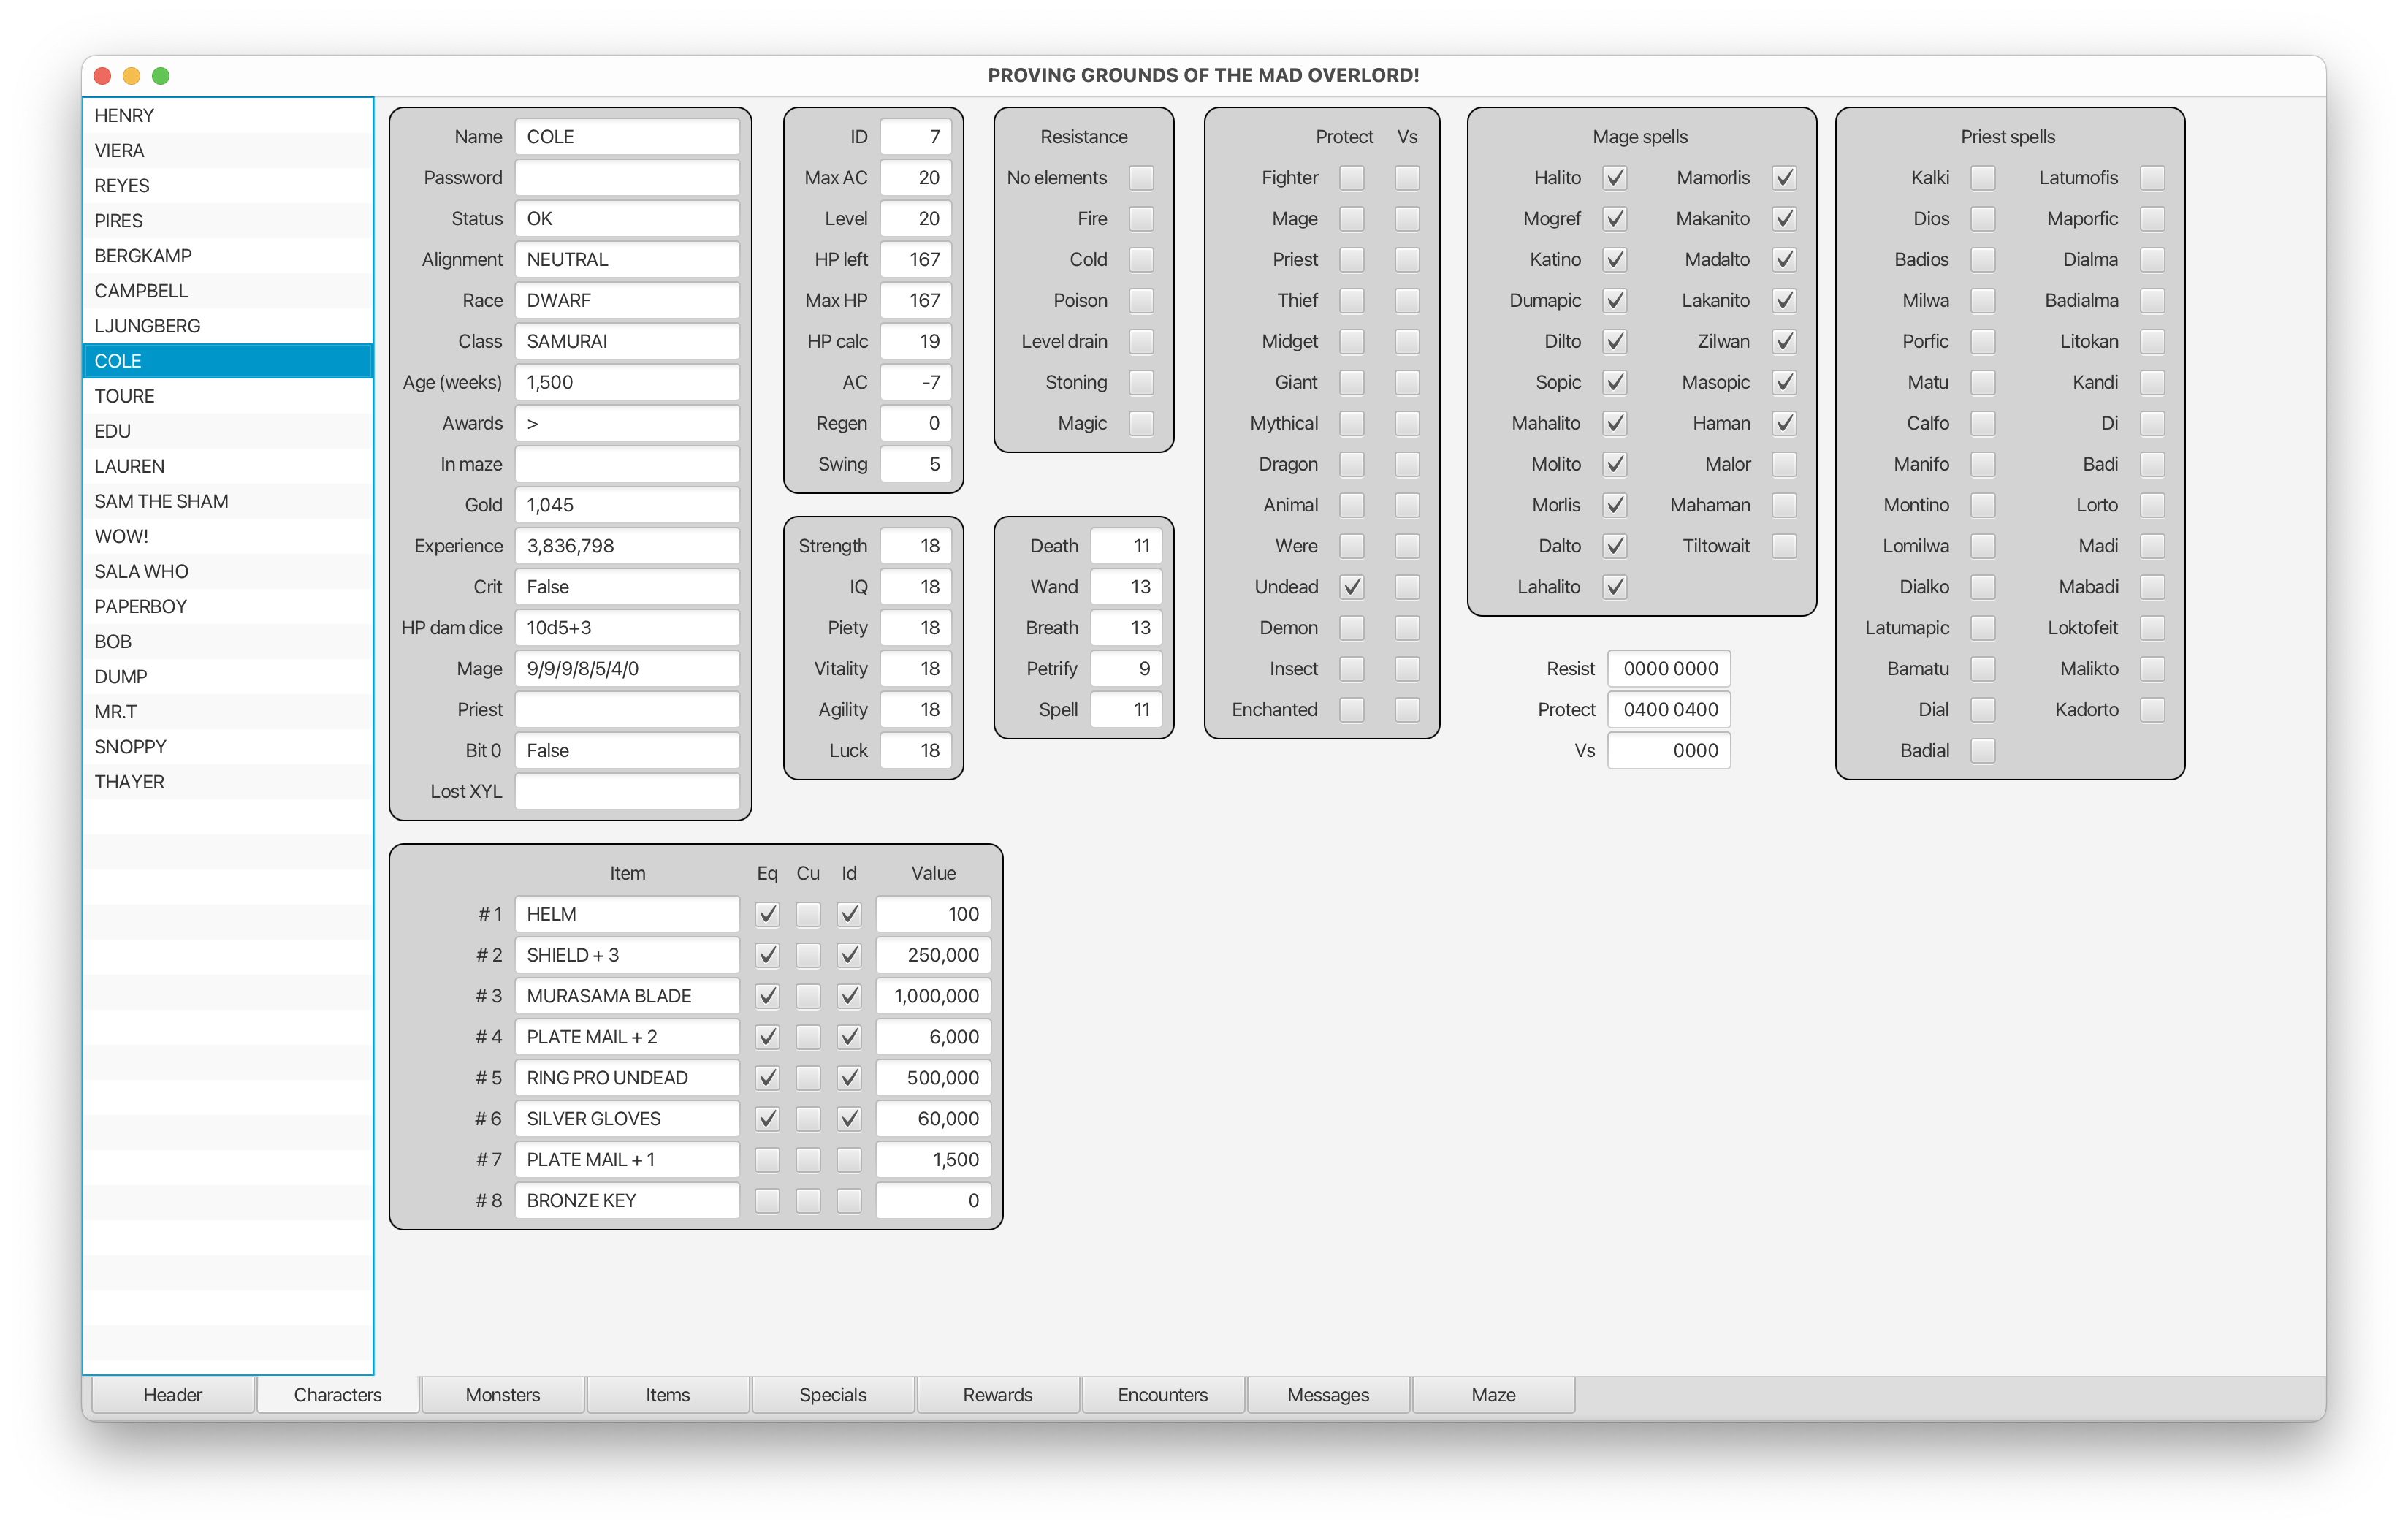 PROVING GROUNDS OF THE MAD OVERLORD!
HENRY
VIERA
REYES
PIRES
BERGKAMP
CAMPBELL
LJUNGBERG
COLE
TOURE
EDU
LAUREN
SAM THE SHAM
WOW!
SALA WHO
PAPERBOY
BOB
DUMP
MR.T
SNOPPY
THAYER
Name COLE
Password
Status OK
Alignment NEUTRAL
Race DWARF
Class SAMURAI
Age (weeks) 1,500
Awards >
In maze
Gold 1,045
Experience 3,836,798
Crit False
HP dam dice 10d5+3
Mage 9/9/9/8/5/4/0
Priest
Bit 0 False
Lost XYL
ID 7
Max AC 20
Level 20
HP left 167
Max HP 167
HP calc 19
AC -7
Regen 0
Swing 5
Strength 18
IQ 18
Piety 18
Vitality 18
Agility 18
Luck 18
Resistance
No elements
Fire
Cold
Poison
Level drain
Stoning
Magic
Death 11
Wand 13
Breath 13
Petrify 9
Spell 11
Protect Vs
Fighter
Mage
Priest
Thief
Midget
Giant
Mythical
Dragon
Animal
Were
Undead
Demon
Insect
Enchanted
Mage spells
Halito Mamorlis
Mogref Makanito
Katino Madalto
Dumapic Lakanito
Dilto Zilwan
Sopic Masopic
Mahalito Haman
Molito Malor
Morlis Mahaman
Dalto Tiltowait
Lahalito
Resist 0000 0000
Protect 0400 0400
Vs 0000
Priest spells
Kalki Latumofis
Dios Maporfic
Badios Dialma
Milwa Badialma
Porfic Litokan
Matu Kandi
Calfo Di
Manifo Badi
Montino Lorto
Lomilwa Madi
Dialko Mabadi
Latumapic Loktofeit
Bamatu Malikto
Dial Kadorto
Badial
Item Eq Cu Id Value
# 1 HELM 100
# 2 SHIELD + 3 250,000
# 3 MURASAMA BLADE 1,000,000
# 4 PLATE MAIL + 2 6,000
# 5 RING PRO UNDEAD 500,000
# 6 SILVER GLOVES 60,000
# 7 PLATE MAIL + 1 1,500
# 8 BRONZE KEY 0
Header Characters Monsters Items Specials Rewards Encounters Messages Maze